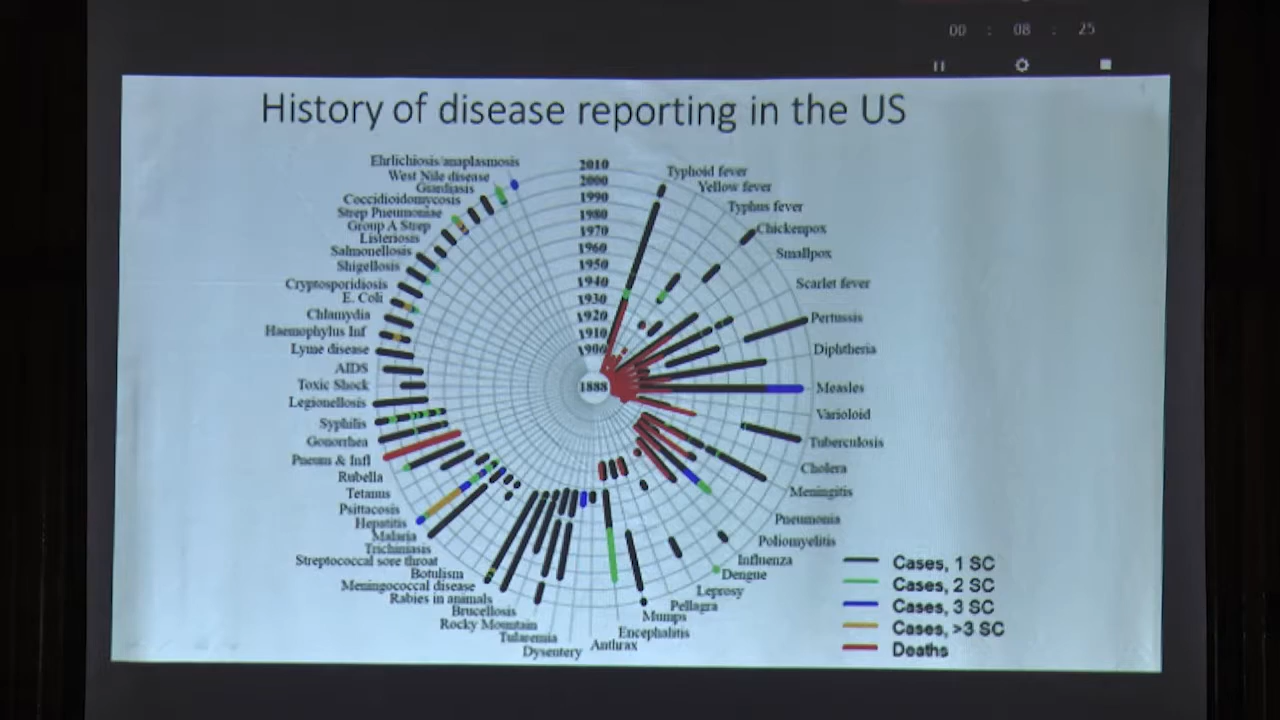 00 : 08 : 25
History of disease reporting in the US
2010
2000
1990
1980
1970
1960
1950
1940
1930
1920
1910
1900
1888
Typhoid fever
Yellow fever
Typhus fever
Chickenpox
Smallpox
Scarlet fever
Pertussis
Diphtheria
Measles
Varioloid
Tuberculosis
Cholera
Meningitis
Pneumonia
Poliomyelitis
Influenza
Dengue
Leprosy
Pellagra
Mumps
Encephalitis
Anthrax
Dysentery
Tularemia
Rocky Mountain
Brucellosis
Rabies in animals
Meningococcal disease
Botulism
Streptococcal sore throat
Trichiniasis
Malaria
Hepatitis
Psittacosis
Tetanus
Rubella
Pneum & Infl
Gonorrhea
Syphilis
Legionellosis
Toxic Shock
AIDS
Lyme disease
Haemophylus Inf
Chlamydia
E. Coli
Cryptosporidiosis
Shigellosis
Salmonellosis
Listeriosis
Group A Strep
Strep Pneumoniae
Coccidioidomycosis
Giardiasis
West Nile disease
Ehrlichiosis/anaplasmosis
Cases, 1 SC
Cases, 2 SC
Cases, 3 SC
Cases, >3 SC
Deaths